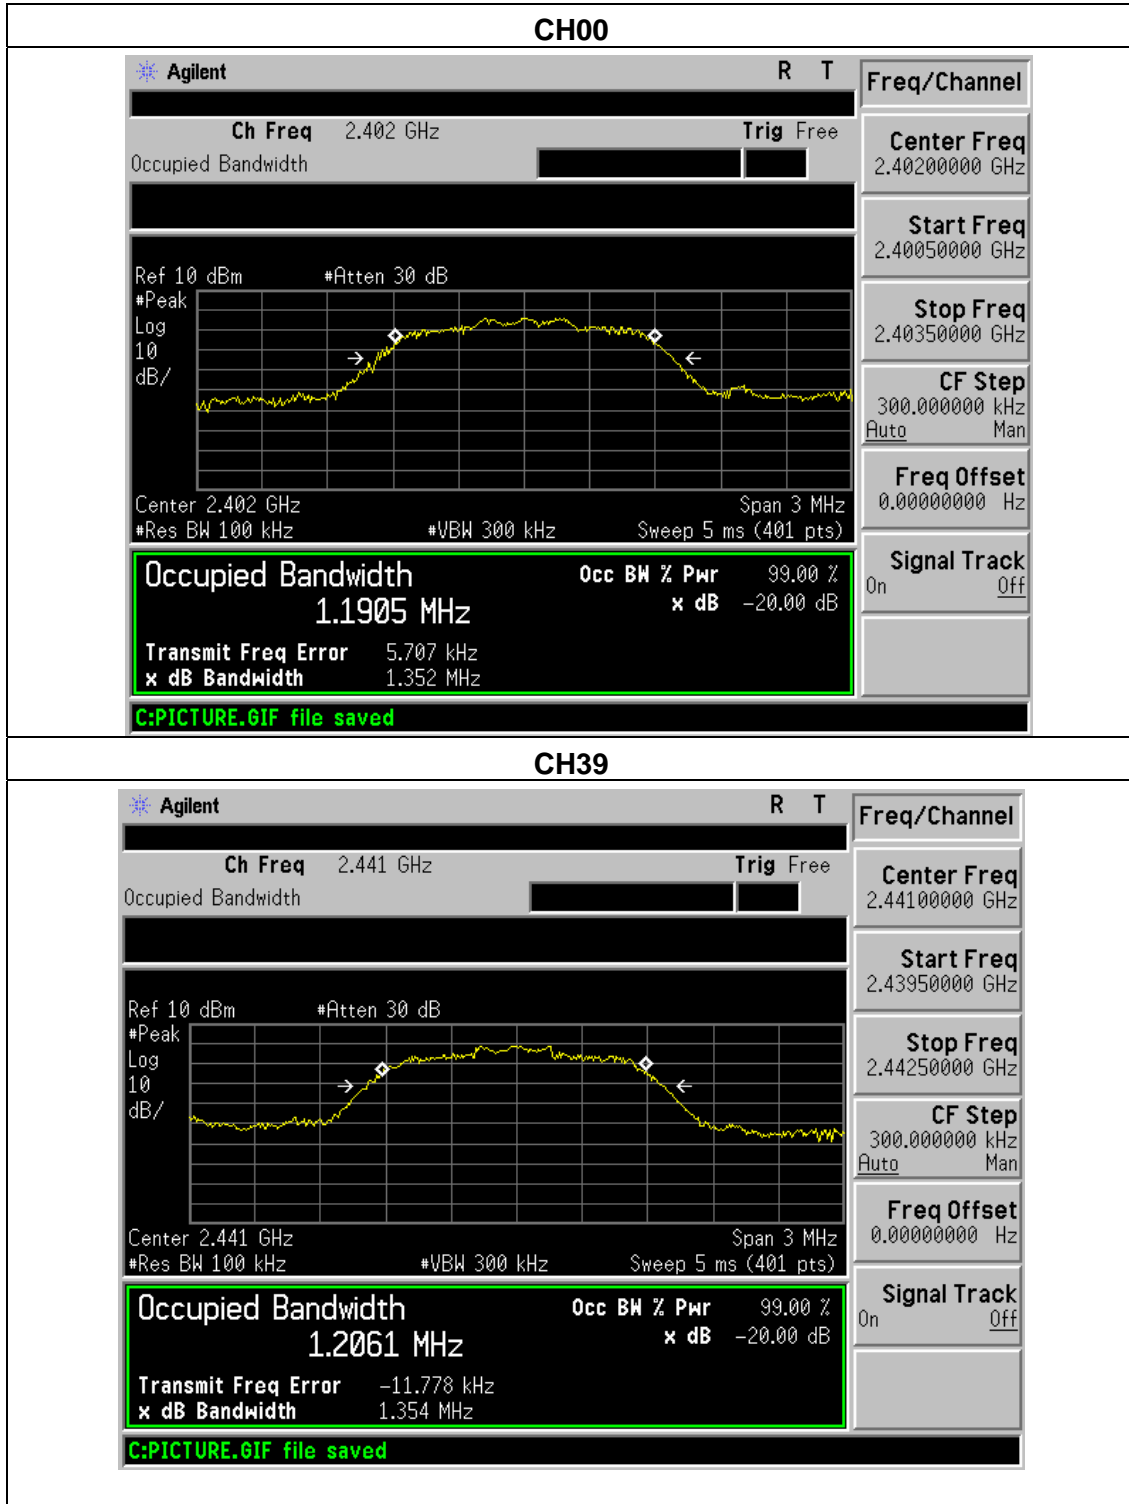 CH00
Agilent R T
Freq/Channel
Ch Freq 2.402 GHz Trig Free
Occupied Bandwidth
Center Freq
2.40200000 GHz
Start Freq
2.40050000 GHz
Ref 10 dBm #Atten 30 dB
#Peak
Log
10
dB/
Stop Freq
2.40350000 GHz
CF Step
300.000000 kHz
Auto Man
Freq Offset
0.00000000 Hz
Center 2.402 GHz Span 3 MHz
#Res BW 100 kHz #VBW 300 kHz Sweep 5 ms (401 pts)
Signal Track
On Off
Occupied Bandwidth Occ BW % Pwr 99.00 %
1.1905 MHz x dB -20.00 dB
Transmit Freq Error 5.707 kHz
x dB Bandwidth 1.352 MHz
C:PICTURE.GIF file saved
CH39
Agilent R T
Freq/Channel
Ch Freq 2.441 GHz Trig Free
Occupied Bandwidth
Center Freq
2.44100000 GHz
Start Freq
2.43950000 GHz
Ref 10 dBm #Atten 30 dB
#Peak
Log
10
dB/
Stop Freq
2.44250000 GHz
CF Step
300.000000 kHz
Auto Man
Freq Offset
0.00000000 Hz
Center 2.441 GHz Span 3 MHz
#Res BW 100 kHz #VBW 300 kHz Sweep 5 ms (401 pts)
Signal Track
On Off
Occupied Bandwidth Occ BW % Pwr 99.00 %
1.2061 MHz x dB -20.00 dB
Transmit Freq Error -11.778 kHz
x dB Bandwidth 1.354 MHz
C:PICTURE.GIF file saved